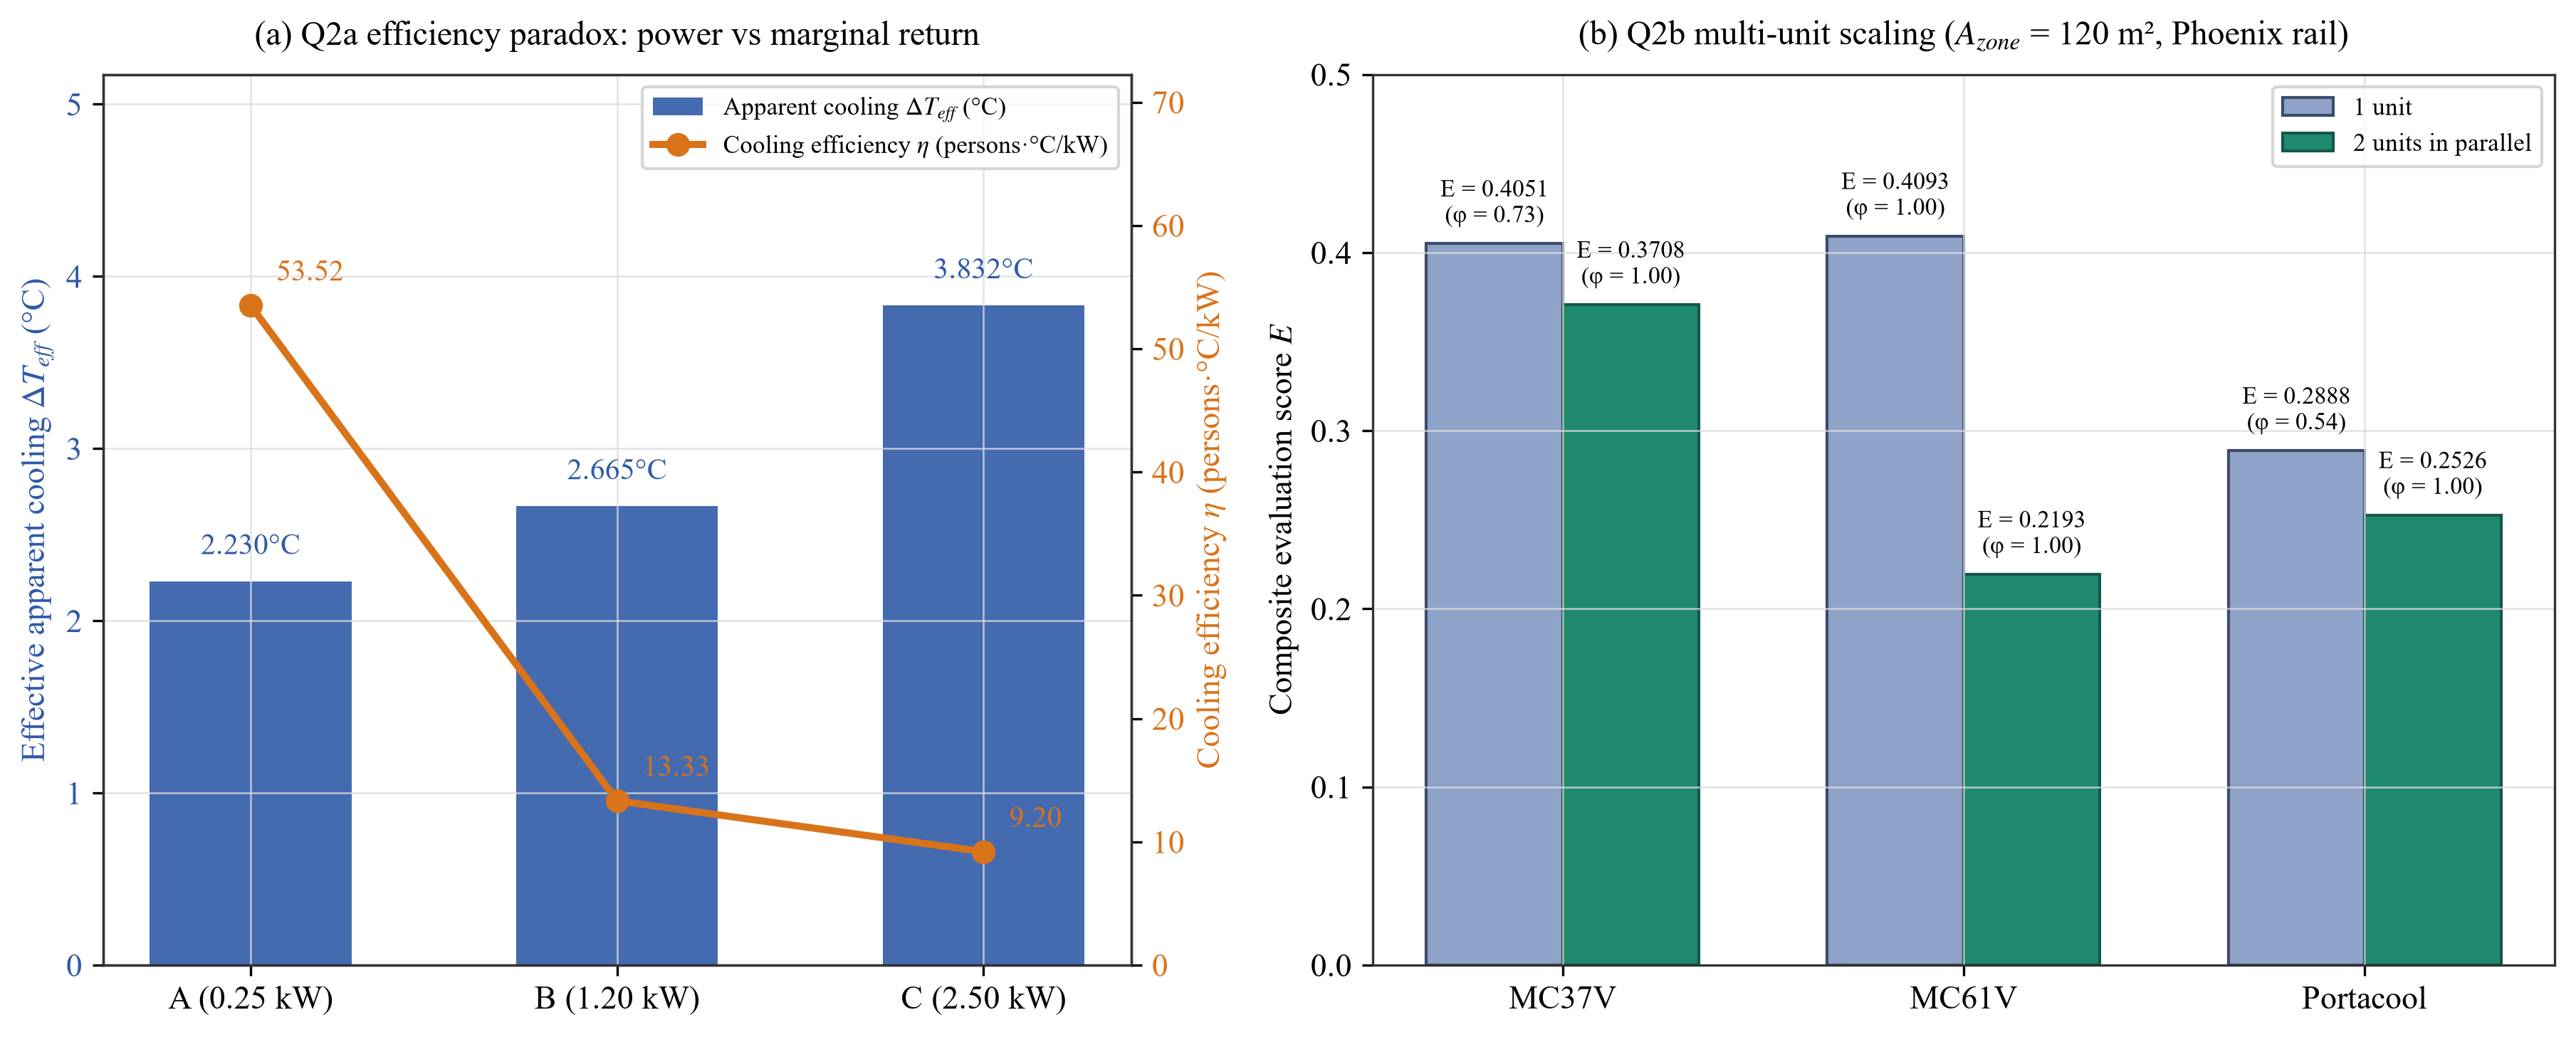 (a) Q2a efficiency paradox: power vs marginal return
Effective apparent cooling ΔT_eff (°C)
5
4
3
2
1
0
Apparent cooling ΔT_eff (°C)
Cooling efficiency η (persons·°C/kW)
53.52
3.832°C
2.665°C
2.230°C
13.33
9.20
70
60
50
40
30
20
10
0
Cooling efficiency η (persons·°C/kW)
A (0.25 kW)
B (1.20 kW)
C (2.50 kW)
(b) Q2b multi-unit scaling (A_zone = 120 m², Phoenix rail)
Composite evaluation score E
0.5
0.4
0.3
0.2
0.1
0.0
1 unit
2 units in parallel
E = 0.4051
(φ = 0.73)
E = 0.3708
(φ = 1.00)
E = 0.4093
(φ = 1.00)
E = 0.2193
(φ = 1.00)
E = 0.2888
(φ = 0.54)
E = 0.2526
(φ = 1.00)
MC37V
MC61V
Portacool